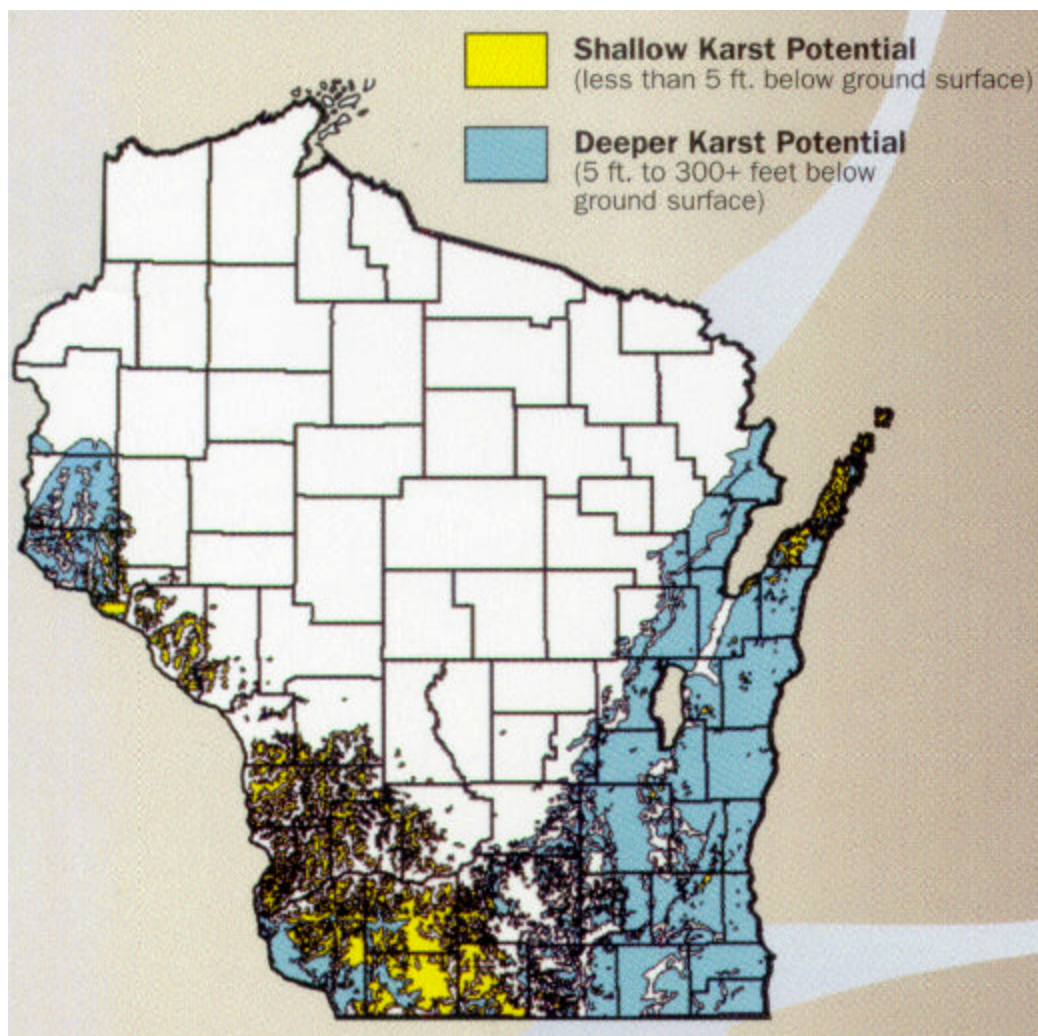 Shallow Karst Potential
(less than 5 ft. below ground surface)
Deeper Karst Potential
(5 ft. to 300+ feet below
ground surface)